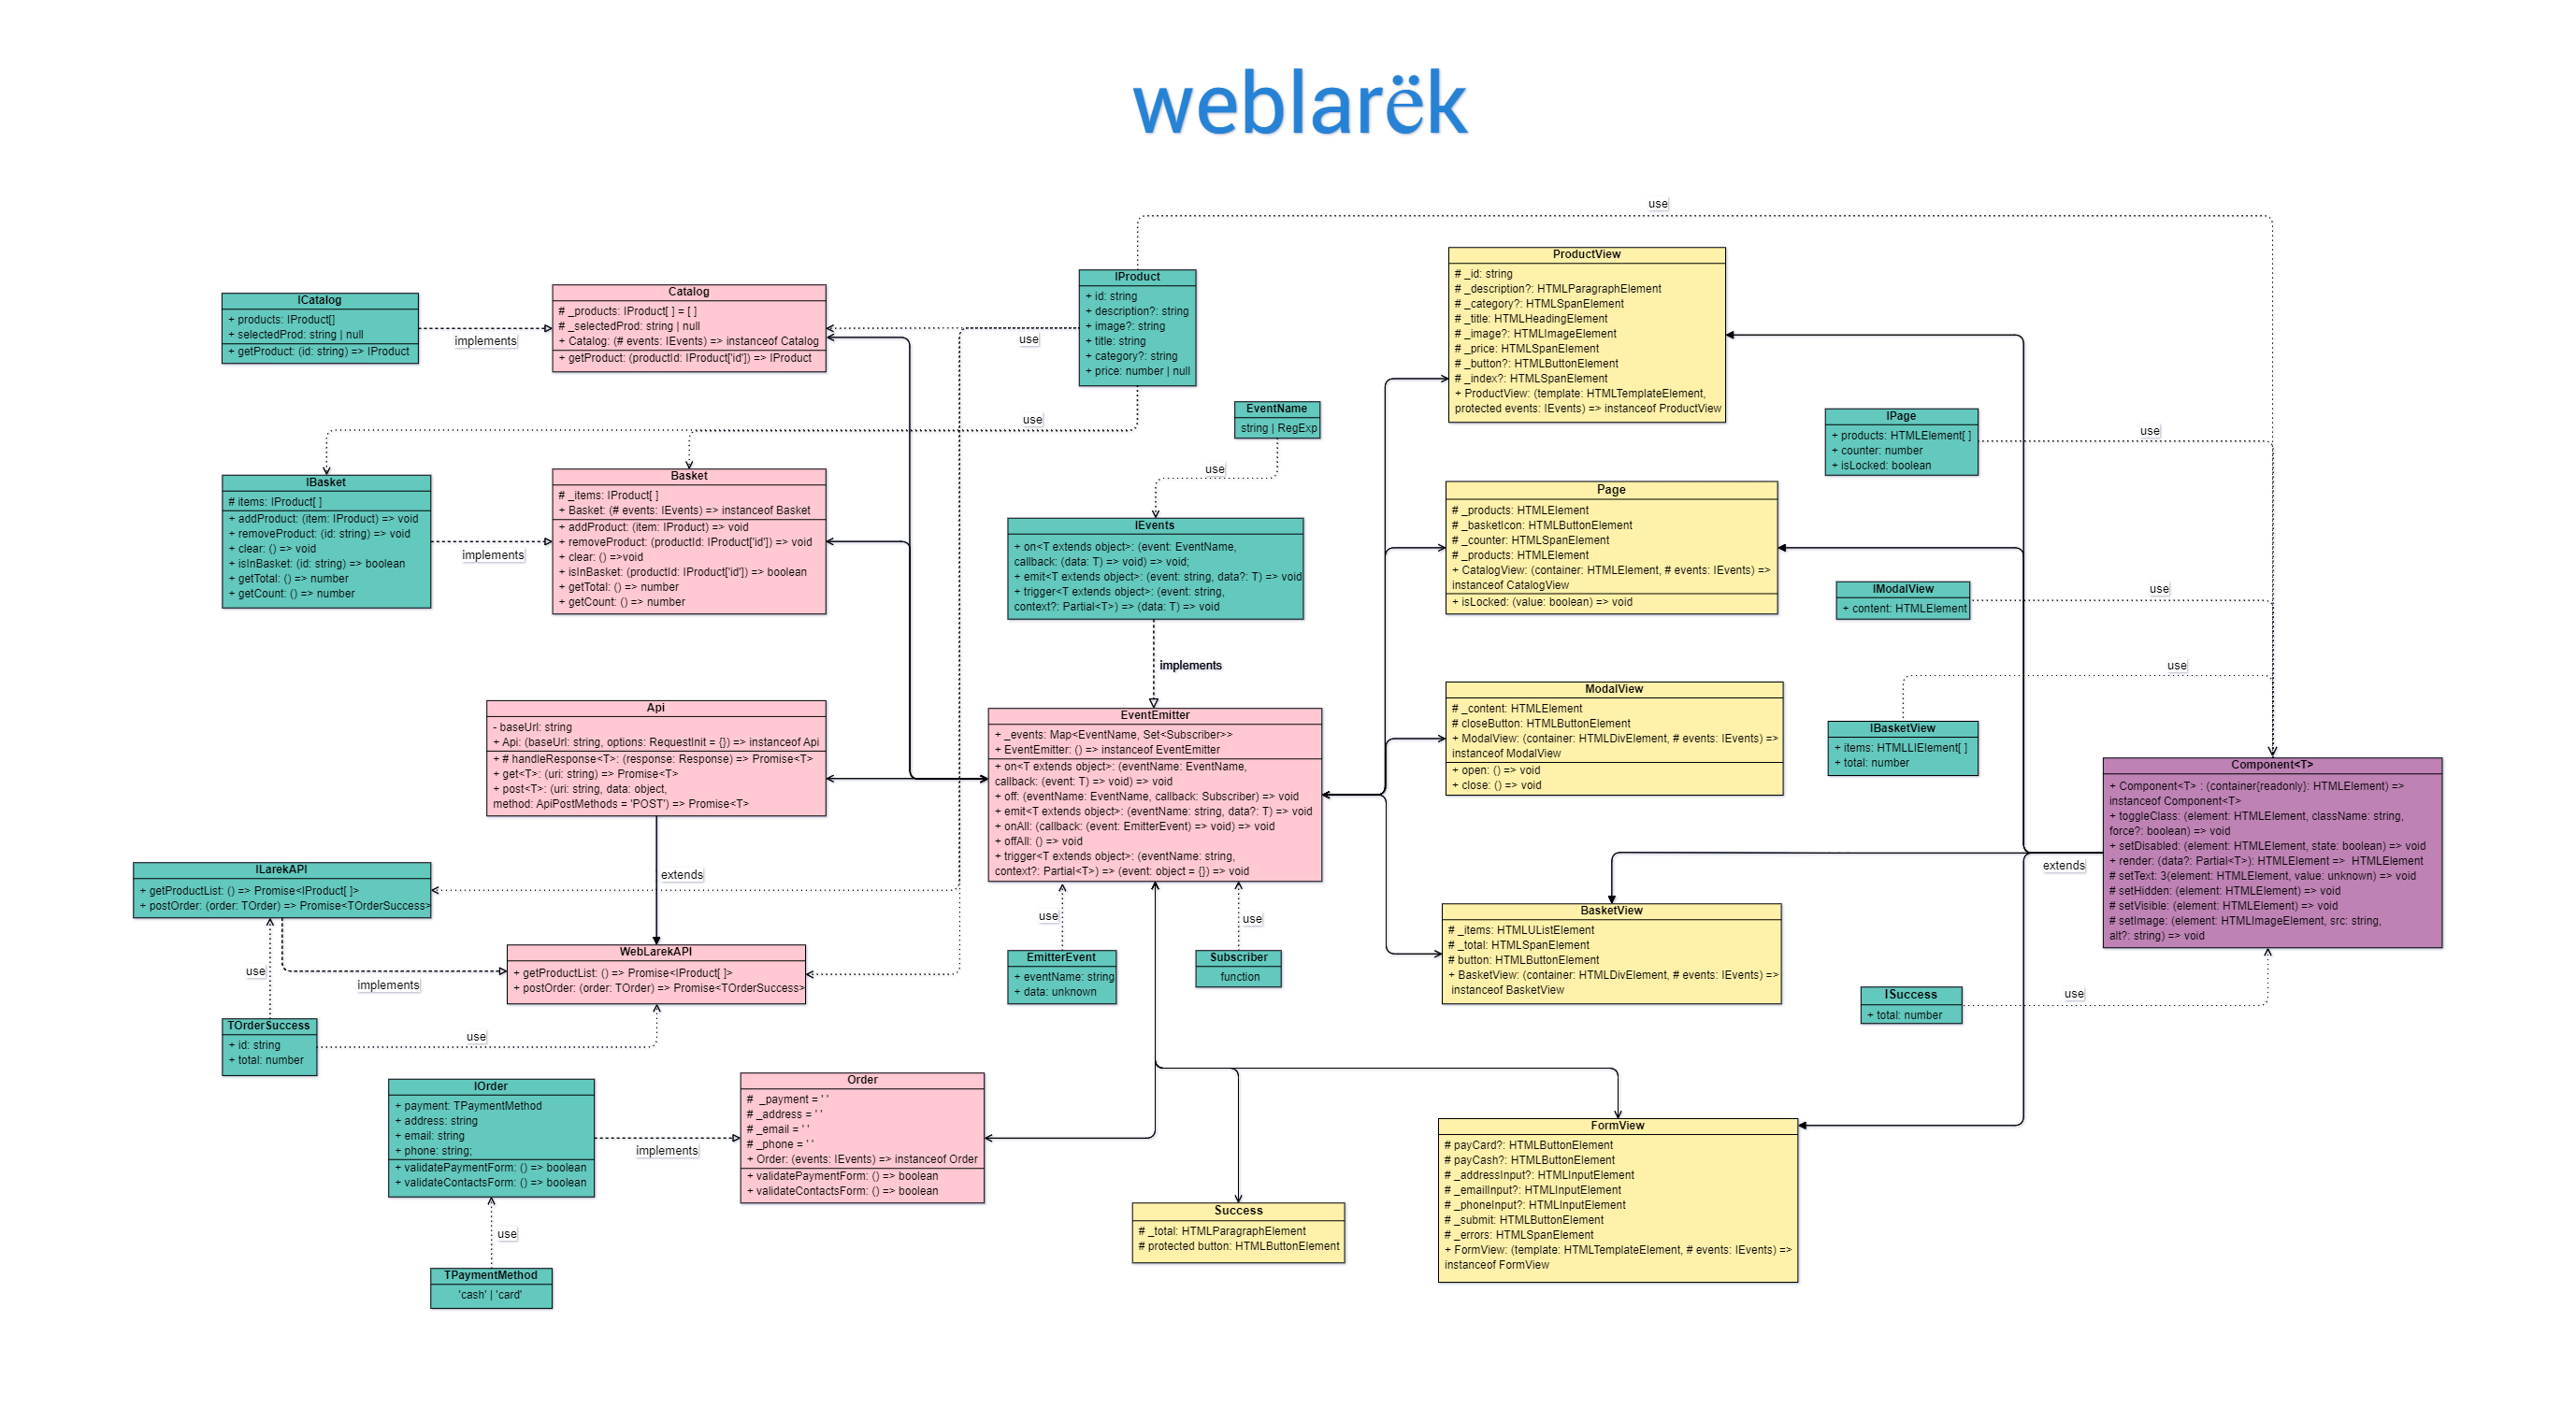 weblarёk
use
ICatalog
+ products: IProduct[]
+ selectedProd: string | null
+ getProduct: (id: string) => IProduct
implements
Catalog
# _products: IProduct[ ] = [ ]
# _selectedProd: string | null
+ Catalog: (# events: IEvents) => instanceof Catalog
+ getProduct: (productId: IProduct['id']) => IProduct
use
IProduct
+ id: string
+ description?: string
+ image?: string
+ title: string
+ category?: string
+ price: number | null
use
EventName
string | RegExp
use
ProductView
# _id: string
# _description?: HTMLParagraphElement
# _category?: HTMLSpanElement
# _title: HTMLHeadingElement
# _image?: HTMLImageElement
# _price: HTMLSpanElement
# _button?: HTMLButtonElement
# _index?: HTMLSpanElement
+ ProductView: (template: HTMLTemplateElement,
protected events: IEvents) => instanceof ProductView
IPage
+ products: HTMLElement[ ]
+ counter: number
+ isLocked: boolean
use
IBasket
# items: IProduct[ ]
+ addProduct: (item: IProduct) => void
+ removeProduct: (id: string) => void
+ clear: () => void
+ isInBasket: (id: string) => boolean
+ getTotal: () => number
+ getCount: () => number
implements
Basket
# _items: IProduct[ ]
+ Basket: (# events: IEvents) => instanceof Basket
+ addProduct: (item: IProduct) => void
+ removeProduct: (productId: IProduct['id']) => void
+ clear: () =>void
+ isInBasket: (productId: IProduct['id']) => boolean
+ getTotal: () => number
+ getCount: () => number
IEvents
+ on<T extends object>: (event: EventName,
callback: (data: T) => void) => void;
+ emit<T extends object>: (event: string, data?: T) => void
+ trigger<T extends object>: (event: string,
context?: Partial<T>) => (data: T) => void
implements
Page
# _products: HTMLElement
# _basketIcon: HTMLButtonElement
# _counter: HTMLSpanElement
# _products: HTMLElement
+ CatalogView: (container: HTMLElement, # events: IEvents) =>
instanceof CatalogView
+ isLocked: (value: boolean) => void
IModalView
+ content: HTMLElement
use
use
Api
- baseUrl: string
+ Api: (baseUrl: string, options: RequestInit = {}) => instanceof Api
+ # handleResponse<T>: (response: Response) => Promise<T>
+ get<T>: (uri: string) => Promise<T>
+ post<T>: (uri: string, data: object,
method: ApiPostMethods = 'POST') => Promise<T>
extends
EventEmitter
+ _events: Map<EventName, Set<Subscriber>>
+ EventEmitter: () => instanceof EventEmitter
+ on<T extends object>: (eventName: EventName,
callback: (event: T) => void) => void
+ off: (eventName: EventName, callback: Subscriber) => void
+ emit<T extends object>: (eventName: string, data?: T) => void
+ onAll: (callback: (event: EmitterEvent) => void) => void
+ offAll: () => void
+ trigger<T extends object>: (eventName: string,
context?: Partial<T>) => (event: object = {}) => void
ModalView
# _content: HTMLElement
# closeButton: HTMLButtonElement
+ ModalView: (container: HTMLDivElement, # events: IEvents) =>
instanceof ModalView
+ open: () => void
+ close: () => void
IBasketView
+ items: HTMLLIElement[ ]
+ total: number
Component<T>
+ Component<T> : (container{readonly}: HTMLElement) =>
instanceof Component<T>
+ toggleClass: (element: HTMLElement, className: string,
force?: boolean) => void
+ setDisabled: (element: HTMLElement, state: boolean) => void
+ render: (data?: Partial<T>): HTMLElement =>  HTMLElement
# setText: 3(element: HTMLElement, value: unknown) => void
# setHidden: (element: HTMLElement) => void
# setVisible: (element: HTMLElement) => void
# setImage: (element: HTMLImageElement, src: string,
alt?: string) => void
extends
ILarekAPI
+ getProductList: () => Promise<IProduct[ ]>
+ postOrder: (order: TOrder) => Promise<TOrderSuccess>
use
implements
WebLarekAPI
+ getProductList: () => Promise<IProduct[ ]>
+ postOrder: (order: TOrder) => Promise<TOrderSuccess>
use
use
EmitterEvent
+ eventName: string
+ data: unknown
Subscriber
function
BasketView
# _items: HTMLUListElement
# _total: HTMLSpanElement
# button: HTMLButtonElement
+ BasketView: (container: HTMLDivElement, # events: IEvents) =>
instanceof BasketView
ISuccess
+ total: number
use
TOrderSuccess
+ id: string
+ total: number
use
IOrder
+ payment: TPaymentMethod
+ address: string
+ email: string
+ phone: string;
+ validatePaymentForm: () => boolean
+ validateContactsForm: () => boolean
implements
Order
#  _payment = ' '
# _address = ' '
# _email = ' '
# _phone = ' '
+ Order: (events: IEvents) => instanceof Order
+ validatePaymentForm: () => boolean
+ validateContactsForm: () => boolean
use
TPaymentMethod
'cash' | 'card'
Success
# _total: HTMLParagraphElement
# protected button: HTMLButtonElement
FormView
# payCard?: HTMLButtonElement
# payCash?: HTMLButtonElement
# _addressInput?: HTMLInputElement
# _emailInput?: HTMLInputElement
# _phoneInput?: HTMLInputElement
# _submit: HTMLButtonElement
# _errors: HTMLSpanElement
+ FormView: (template: HTMLTemplateElement, # events: IEvents) =>
instanceof FormView